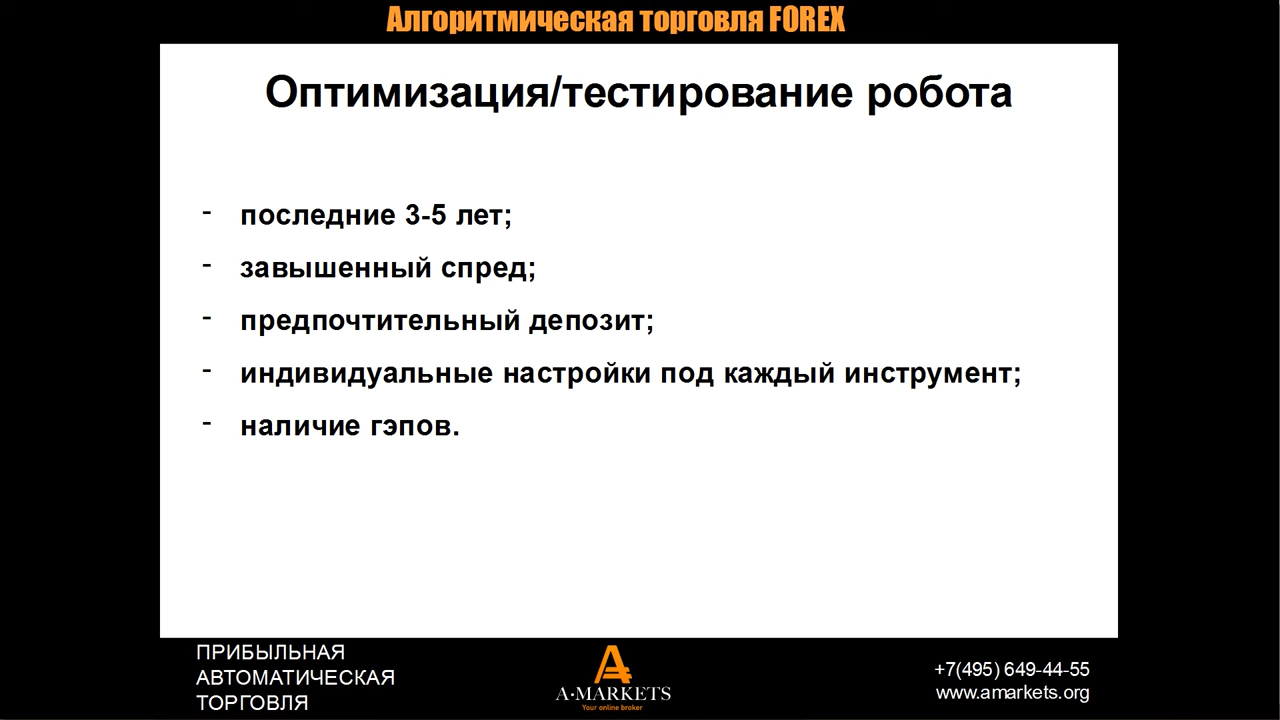 Алгоритмическая торговля FOREX
Оптимизация/тестирование робота
- последние 3-5 лет;
- завышенный спред;
- предпочтительный депозит;
- индивидуальные настройки под каждый инструмент;
- наличие гэпов.
ПРИБЫЛЬНАЯ
АВТОМАТИЧЕСКАЯ
ТОРГОВЛЯ
A·MARKETS
Your online broker
+7(495) 649-44-55
www.amarkets.org